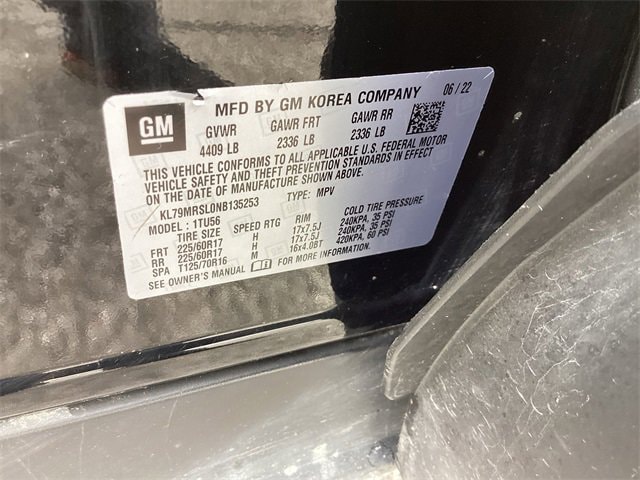 MFD BY GM KOREA COMPANY 06 / 22
GM
GVWR GAWR FRT GAWR RR
4409 LB 2336 LB 2336 LB
THIS VEHICLE CONFORMS TO ALL APPLICABLE U.S. FEDERAL MOTOR
VEHICLE SAFETY AND THEFT PREVENTION STANDARDS IN EFFECT
ON THE DATE OF MANUFACTURE SHOWN ABOVE.
KL79MRSL0NB135253 TYPE: MPV
MODEL: 1TU56
TIRE SIZE SPEED RTG RIM COLD TIRE PRESSURE
FRT 225/60R17 H 17x7.5J 240KPA, 35 PSI
RR 225/60R17 H 17x7.5J 240KPA, 35 PSI
SPA T125/70R16 M 16x4.0BT 420KPA, 60 PSI
SEE OWNER'S MANUAL FOR MORE INFORMATION.